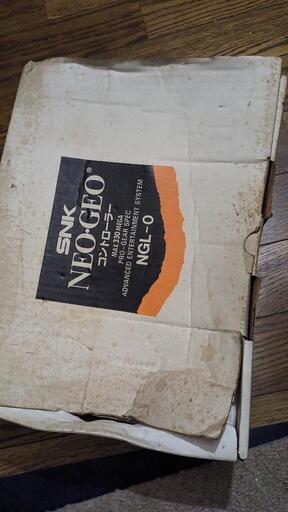 SNK
NEO·GEO
コントローラー
MAX 330 MEGA
PRO-GEAR SPEC
ADVANCED ENTERTAINMENT SYSTEM
NGL-0